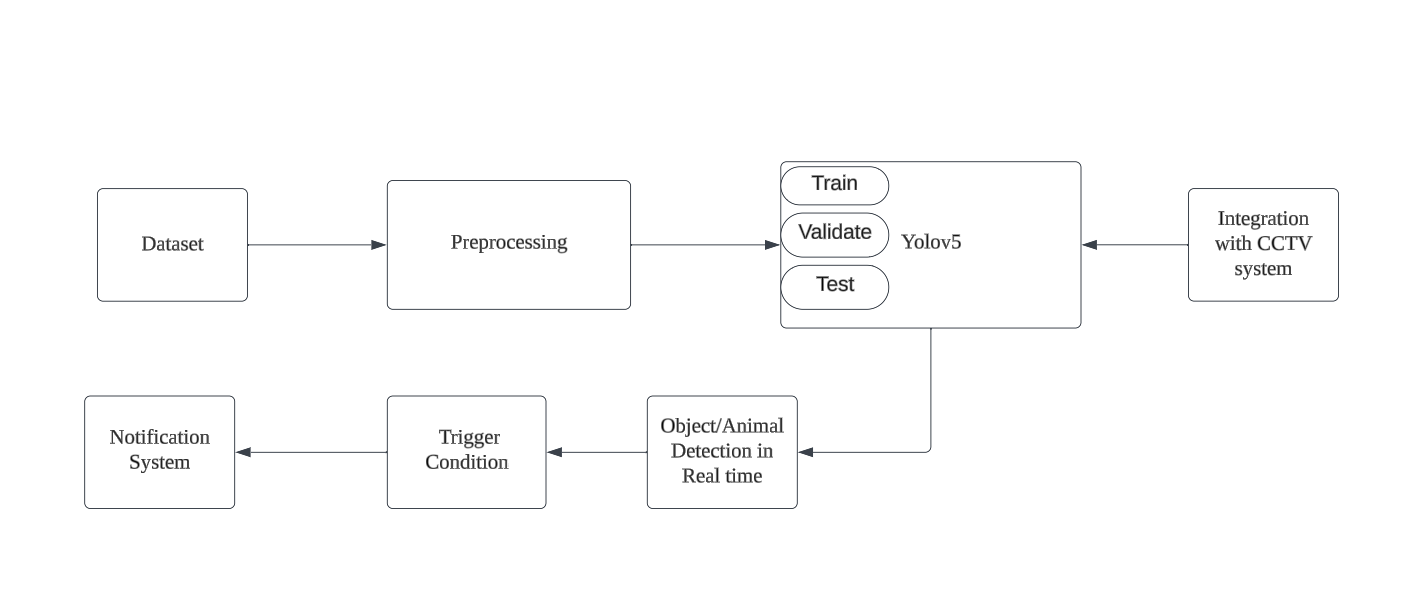 Dataset
Preprocessing
Train
Validate
Test
Yolov5
Integration
with CCTV
system
Notification
System
Trigger
Condition
Object/Animal
Detection in
Real time